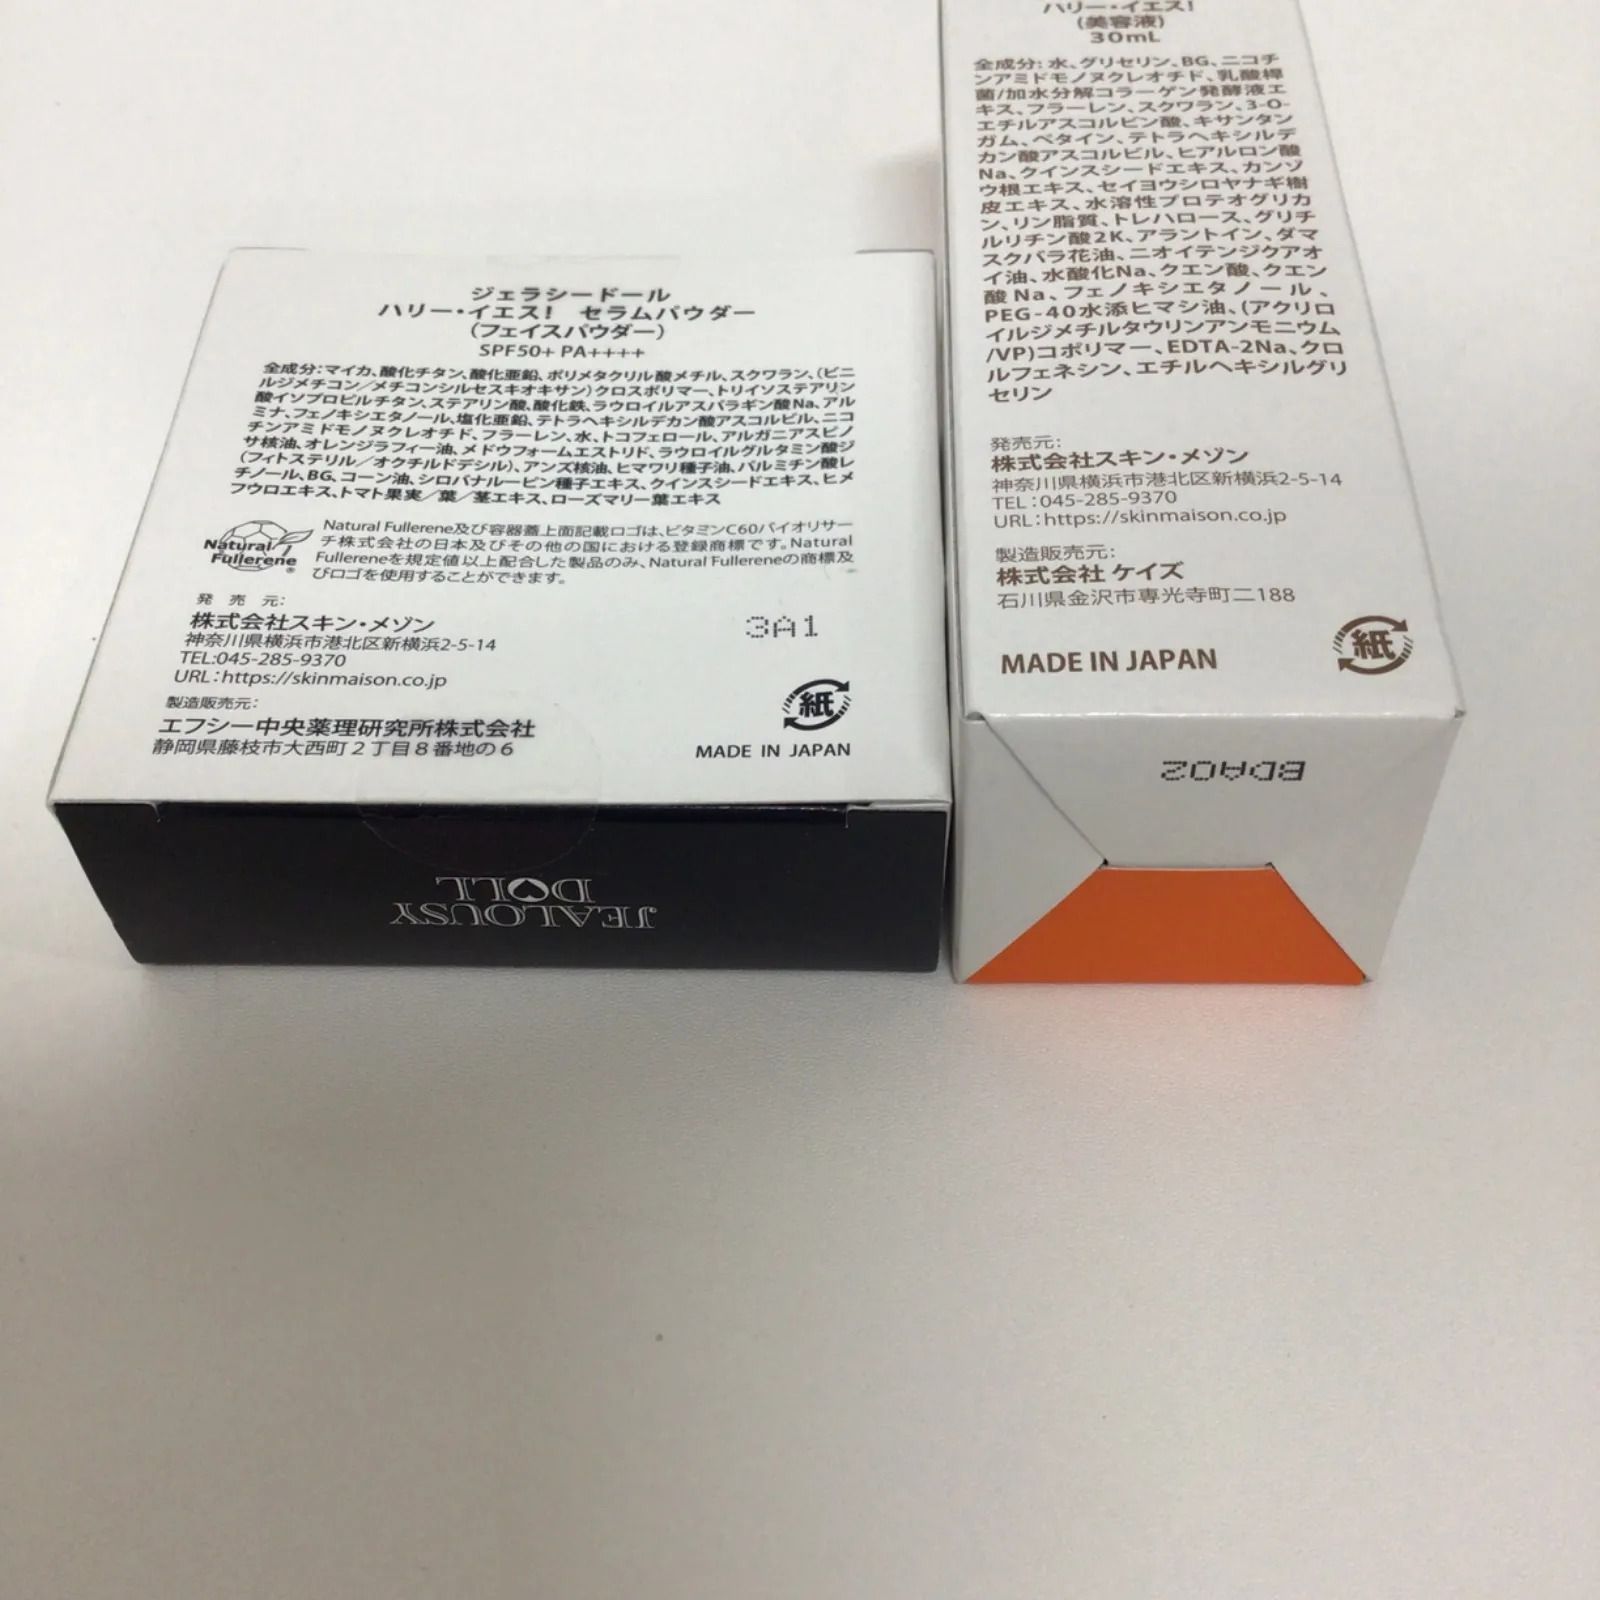 ジェラシードール
ハリー・イエス！ セラムパウダー
（フェイスパウダー）
SPF50+ PA++++
全成分：マイカ、酸化チタン、酸化亜鉛、ポリメタクリル酸メチル、スクワラン、（ビニ
ルジメチコン／メチコンシルセスキオキサン）クロスポリマー、トリイソステアリン
酸イソプロピルチタン、ステアリン酸、酸化鉄、ラウロイルアスパラギン酸Na、アル
ミナ、フェノキシエタノール、塩化亜鉛、テトラヘキシルデカン酸アスコルビル、ニコ
チンアミドモノヌクレオチド、フラーレン、水、トコフェロール、アルガニアスピノ
サ核油、オレンジラフィー油、メドウフォームエストリド、ラウロイルグルタミン酸ジ
（フィトステリル／オクチルドデシル）、アンズ核油、ヒマワリ種子油、パルミチン酸レ
チノール、BG、コーン油、シロバナルーピン種子エキス、クインスシードエキス、ヒメ
フウロエキス、トマト果実／葉／茎エキス、ローズマリー葉エキス
Natural
Fullerene®
Natural Fullerene及び容器蓋上面記載ロゴは、ビタミンC60バイオリサー
チ株式会社の日本及びその他の国における登録商標です。Natural
Fullereneを規定値以上配合した製品のみ、Natural Fullereneの商標及
びロゴを使用することができます。
発 売 元：
株式会社スキン・メゾン
神奈川県横浜市港北区新横浜2-5-14
TEL:045-285-9370
URL：https://skinmaison.co.jp
製造販売元：
エフシー中央薬理研究所株式会社
静岡県藤枝市大西町２丁目８番地の６
3A1
紙
MADE IN JAPAN
JEALOUSY
DOLL
ハリー・イエス！
(美容液)
30mL
全成分：水、グリセリン、BG、ニコチ
ンアミドモノヌクレオチド、乳酸桿
菌/加水分解コラーゲン発酵液エ
キス、フラーレン、スクワラン、3-O-
エチルアスコルビン酸、キサンタン
ガム、ベタイン、テトラヘキシルデ
カン酸アスコルビル、ヒアルロン酸
Na、クインスシードエキス、カンゾ
ウ根エキス、セイヨウシロヤナギ樹
皮エキス、水溶性プロテオグリカ
ン、リン脂質、トレハロース、グリチ
ルリチン酸2K、アラントイン、ダマ
スクバラ花油、ニオイテンジクアオ
イ油、水酸化Na、クエン酸、クエン
酸Na、フェノキシエタノール、
PEG-40水添ヒマシ油、(アクリロ
イルジメチルタウリンアンモニウム
/VP)コポリマー、EDTA-2Na、クロ
ルフェネシン、エチルヘキシルグリ
セリン
発売元：
株式会社スキン・メゾン
神奈川県横浜市港北区新横浜2-5-14
TEL：045-285-9370
URL：https://skinmaison.co.jp
製造販売元：
株式会社 ケイズ
石川県金沢市専光寺町二188
MADE IN JAPAN
紙
BDA02